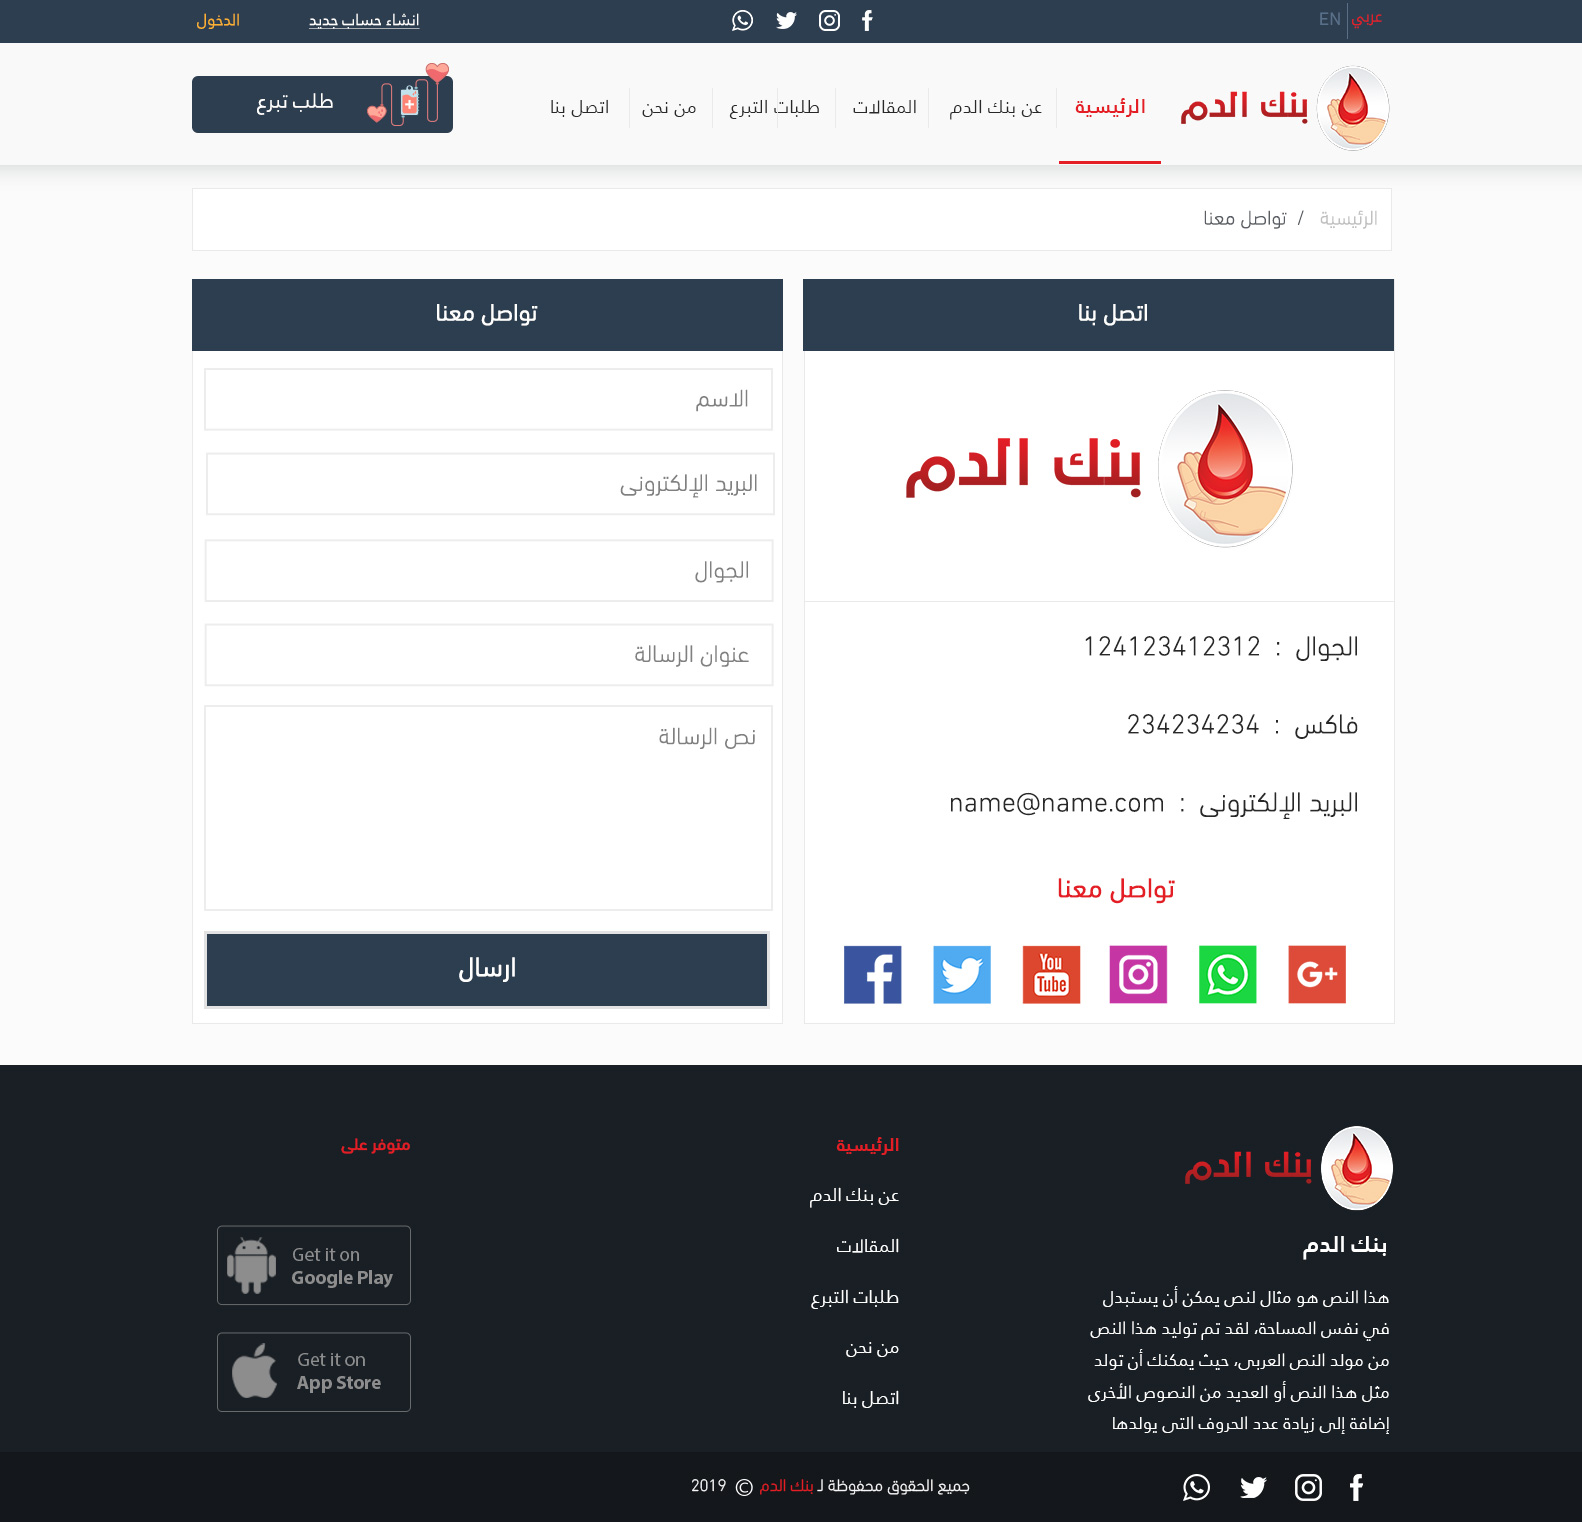 عربي
EN
انشاء حساب جديد
الدخول
بنك الدم
الرئيسية
عن بنك الدم
المقالات
طلبات التبرع
من نحن
اتصل بنا
طلب تبرع
الرئيسية / تواصل معنا
اتصل بنا
بنك الدم
الجوال : 124123412312
فاكس : 234234234
البريد الإلكترونى : name@name.com
تواصل معنا
You
Tube
G+
تواصل معنا
الاسم
البريد الإلكترونى
الجوال
عنوان الرسالة
نص الرسالة
ارسال
بنك الدم
بنك الدم
هذا النص هو مثال لنص يمكن أن يستبدل
في نفس المساحة، لقد تم توليد هذا النص
من مولد النص العربى، حيث يمكنك أن تولد
مثل هذا النص أو العديد من النصوص الأخرى
إضافة إلى زيادة عدد الحروف التى يولدها
الرئيسية
عن بنك الدم
المقالات
طلبات التبرع
من نحن
اتصل بنا
متوفر على
Get it on
Google Play
Get it on
App Store
جميع الحقوق محفوظة لـ بنك الدم © 2019